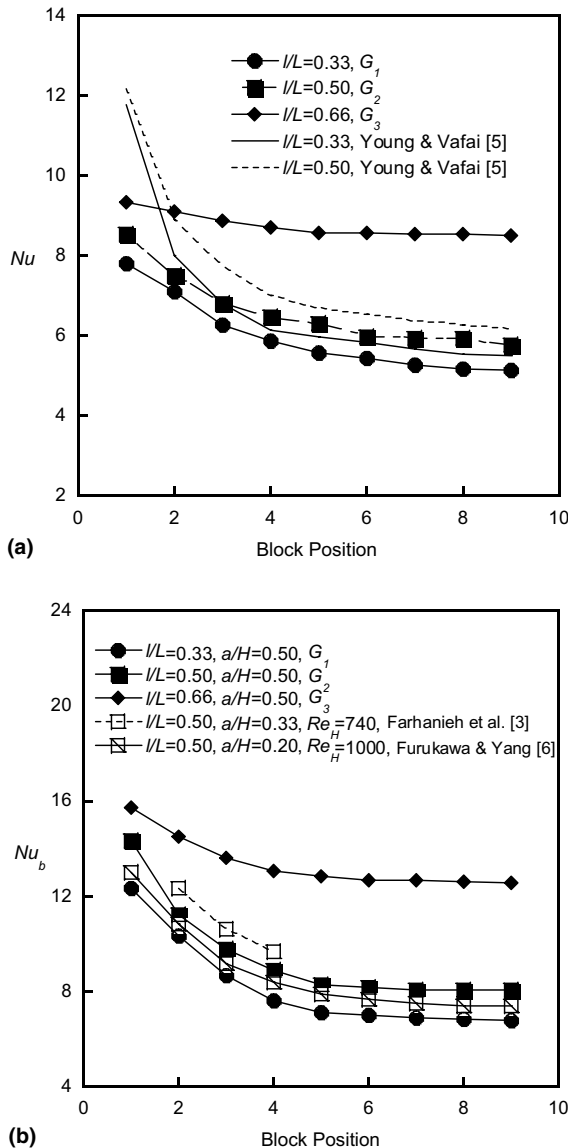 14
12
10
8
6
4
2
Nu
l/L=0.33, G1
l/L=0.50, G2
l/L=0.66, G3
l/L=0.33, Young & Vafai [5]
l/L=0.50, Young & Vafai [5]
0 2 4 6 8 10
Block Position
(a)
24
20
16
12
8
4
Nub
l/L=0.33, a/H=0.50, G1
l/L=0.50, a/H=0.50, G2
l/L=0.66, a/H=0.50, G3
l/L=0.50, a/H=0.33, ReH=740, Farhanieh et al. [3]
l/L=0.50, a/H=0.20, ReH=1000, Furukawa & Yang [6]
0 2 4 6 8 10
Block Position
(b)